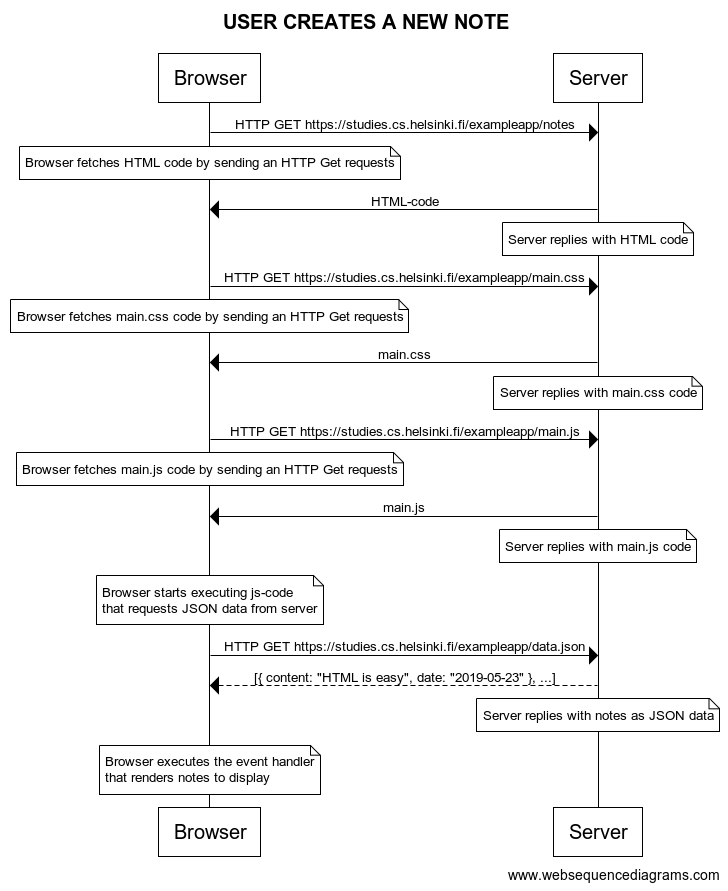 USER CREATES A NEW NOTE
Browser
Server
HTTP GET https://studies.cs.helsinki.fi/exampleapp/notes
Browser fetches HTML code by sending an HTTP Get requests
HTML-code
Server replies with HTML code
HTTP GET https://studies.cs.helsinki.fi/exampleapp/main.css
Browser fetches main.css code by sending an HTTP Get requests
main.css
Server replies with main.css code
HTTP GET https://studies.cs.helsinki.fi/exampleapp/main.js
Browser fetches main.js code by sending an HTTP Get requests
main.js
Server replies with main.js code
Browser starts executing js-code
that requests JSON data from server
HTTP GET https://studies.cs.helsinki.fi/exampleapp/data.json
[{ content: "HTML is easy", date: "2019-05-23" }, ...]
Server replies with notes as JSON data
Browser executes the event handler
that renders notes to display
Browser
Server
www.websequencediagrams.com